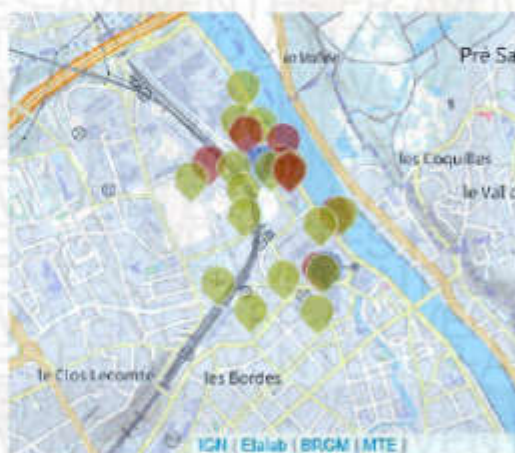 Pré Sa
les Coquilles
le Val d
le Clos Lecomte
les Bordes
IGN | Etalab | BRGM | MTE |